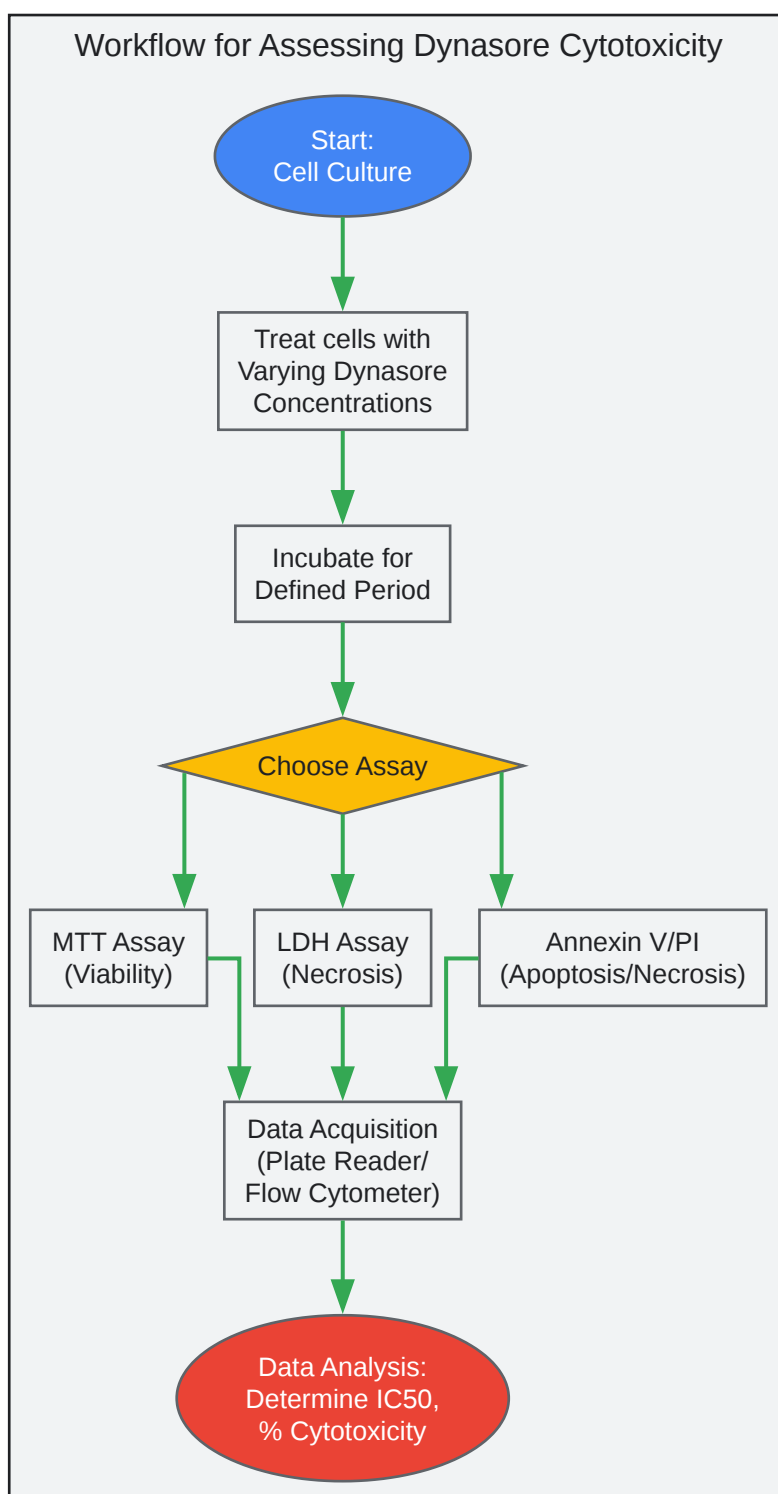 Workflow for Assessing Dynasore Cytotoxicity
Start:
Cell Culture
Treat cells with
Varying Dynasore
Concentrations
Incubate for
Defined Period
Choose Assay
MTT Assay
(Viability)
LDH Assay
(Necrosis)
Annexin V/PI
(Apoptosis/Necrosis)
Data Acquisition
(Plate Reader/
Flow Cytometer)
Data Analysis:
Determine IC50,
% Cytotoxicity